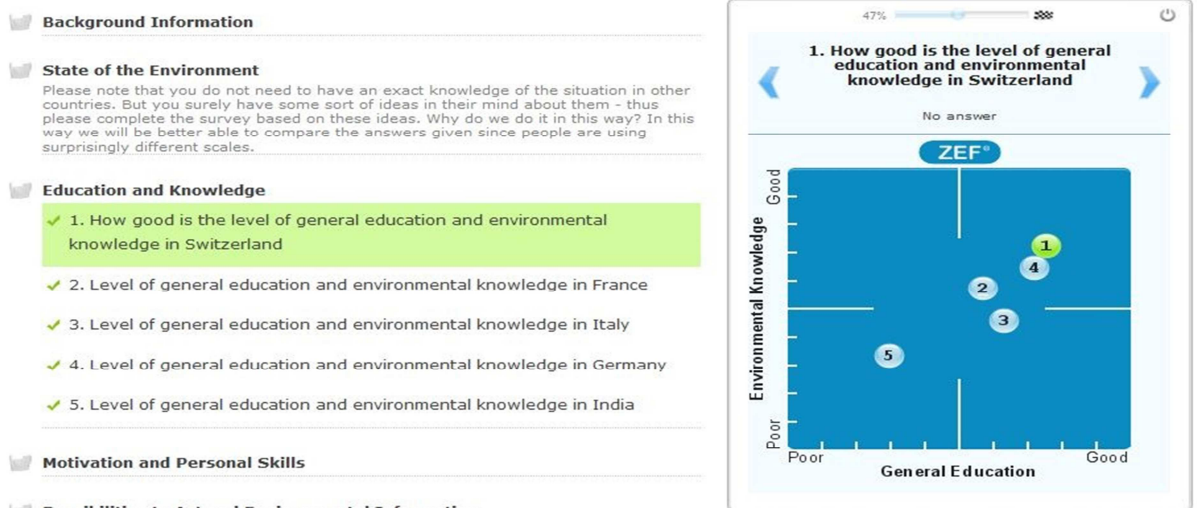 Background Information
State of the Environment
Please note that you do not need to have an exact knowledge of the situation in other
countries. But you surely have some sort of ideas in their mind about them - thus
please complete the survey based on these ideas. Why do we do it in this way? In this
way we will be better able to compare the answers given since people are using
surprisingly different scales.
Education and Knowledge
1. How good is the level of general education and environmental
knowledge in Switzerland
2. Level of general education and environmental knowledge in France
3. Level of general education and environmental knowledge in Italy
4. Level of general education and environmental knowledge in Germany
5. Level of general education and environmental knowledge in India
Motivation and Personal Skills
47%
1. How good is the level of general
education and environmental
knowledge in Switzerland
No answer
ZEF®
Good
Environmental Knowledge
Poor
1
4
2
3
5
Poor
Good
General Education